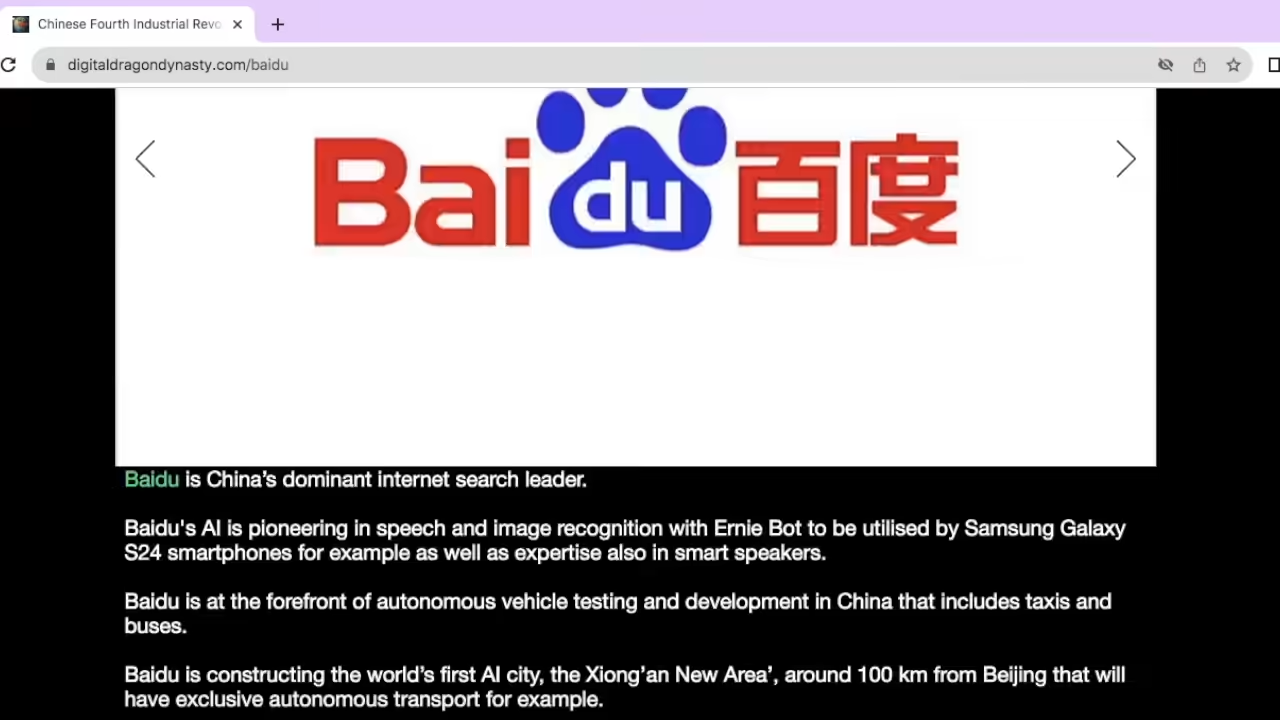 Chinese Fourth Industrial Revo
digitaldragondynasty.com/baidu
Bai du 百度
Baidu is China’s dominant internet search leader.
Baidu's AI is pioneering in speech and image recognition with Ernie Bot to be utilised by Samsung Galaxy
S24 smartphones for example as well as expertise also in smart speakers.
Baidu is at the forefront of autonomous vehicle testing and development in China that includes taxis and
buses.
Baidu is constructing the world’s first AI city, the Xiong’an New Area’, around 100 km from Beijing that will
have exclusive autonomous transport for example.